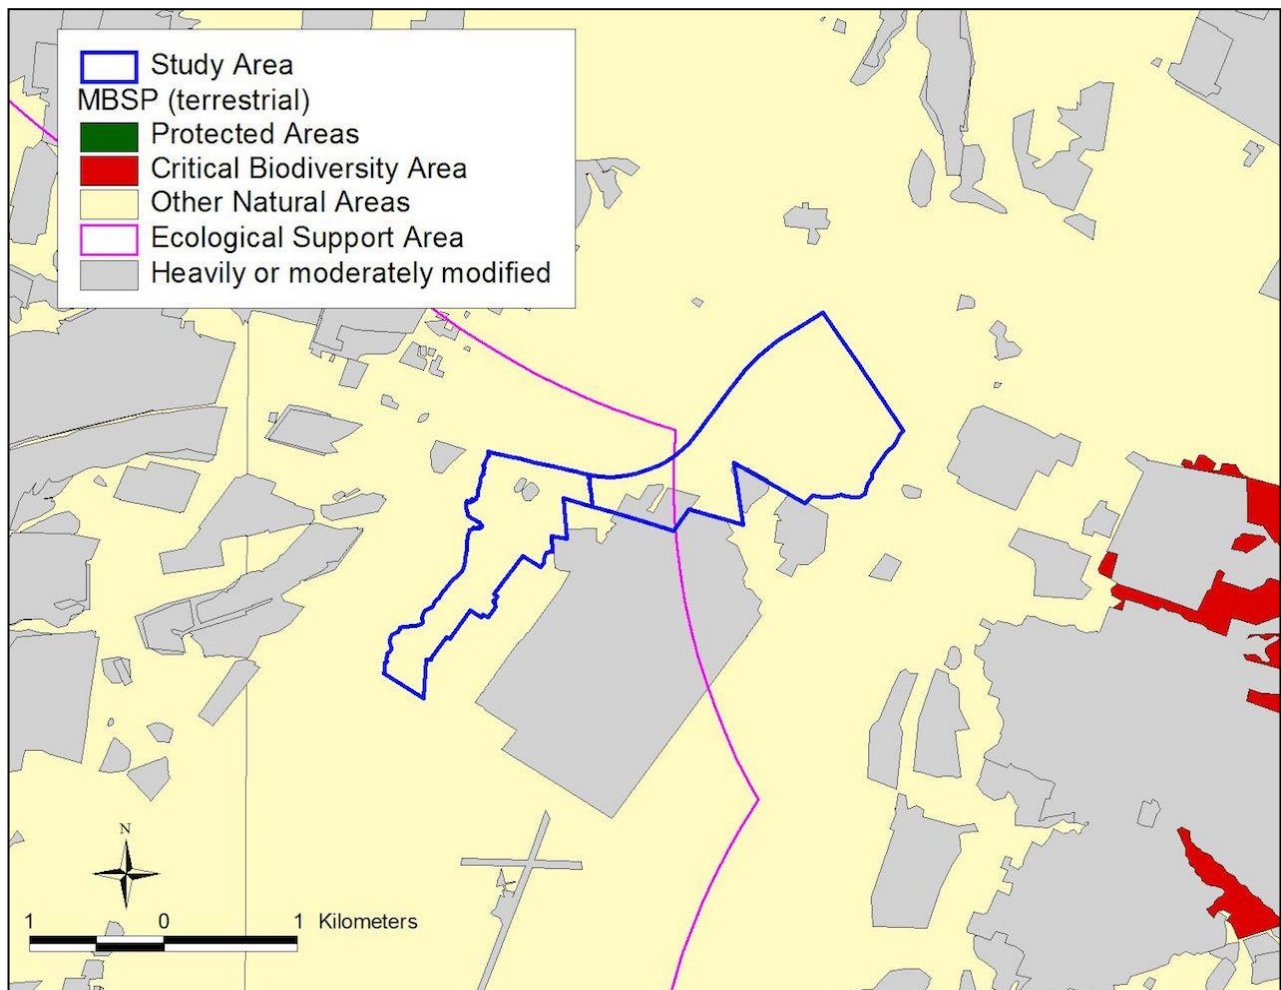 Study Area
MBSP (terrestrial)
Protected Areas
Critical Biodiversity Area
Other Natural Areas
Ecological Support Area
Heavily or moderately modified
N
1 0 1 Kilometers